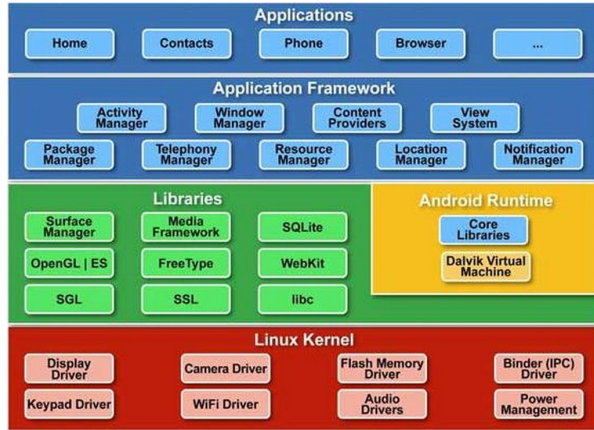 Applications
Home
Contacts
Phone
Browser
...
Application Framework
Activity
Manager
Window
Manager
Content
Providers
View
System
Package
Manager
Telephony
Manager
Resource
Manager
Location
Manager
Notification
Manager
Libraries
Surface
Manager
Media
Framework
SQLite
OpenGL | ES
FreeType
WebKit
SGL
SSL
libc
Android Runtime
Core
Libraries
Dalvik Virtual
Machine
Linux Kernel
Display
Driver
Camera Driver
Flash Memory
Driver
Binder (IPC)
Driver
Keypad Driver
WiFi Driver
Audio
Drivers
Power
Management